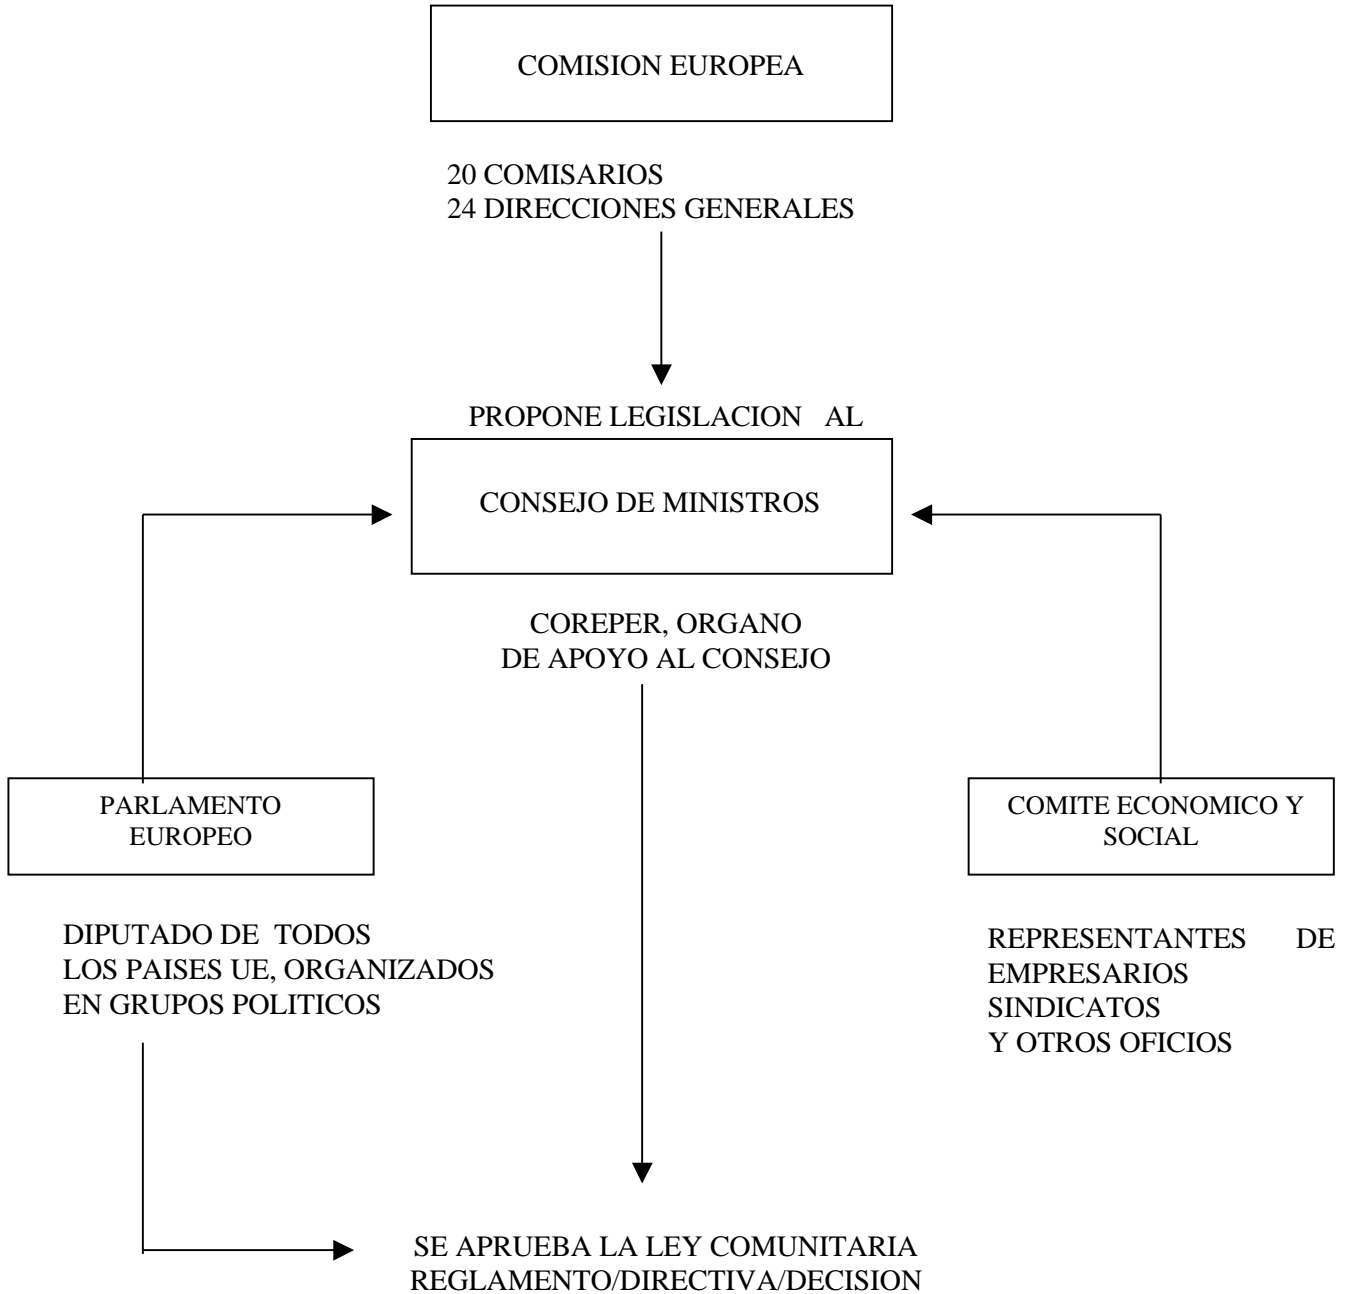 COMISION EUROPEA
20 COMISARIOS
24 DIRECCIONES GENERALES
PROPONE LEGISLACION AL
CONSEJO DE MINISTROS
COREPER, ORGANO
DE APOYO AL CONSEJO
PARLAMENTO
EUROPEO
COMITE ECONOMICO Y
SOCIAL
DIPUTADO DE TODOS
LOS PAISES UE, ORGANIZADOS
EN GRUPOS POLITICOS
REPRESENTANTES DE
EMPRESARIOS
SINDICATOS
Y OTROS OFICIOS
SE APRUEBA LA LEY COMUNITARIA
REGLAMENTO/DIRECTIVA/DECISION